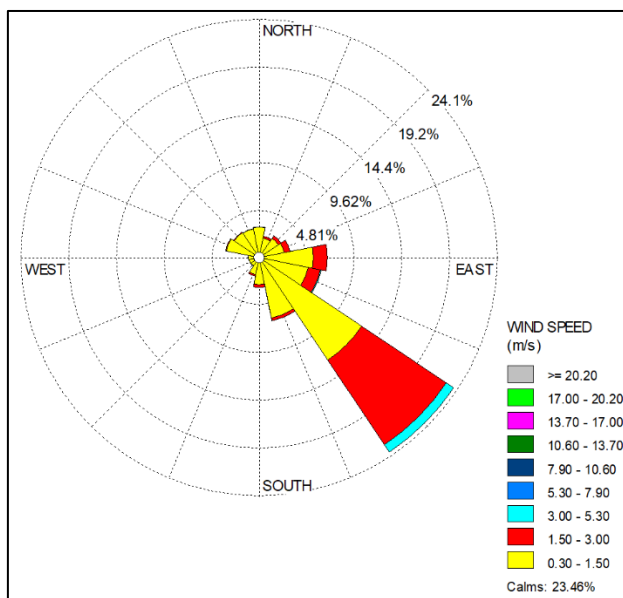 NORTH
24.1%
19.2%
14.4%
9.62%
4.81%
WEST
EAST
SOUTH
WIND SPEED
(m/s)
>= 20.20
17.00 - 20.20
13.70 - 17.00
10.60 - 13.70
7.90 - 10.60
5.30 - 7.90
3.00 - 5.30
1.50 - 3.00
0.30 - 1.50
Calms: 23.46%